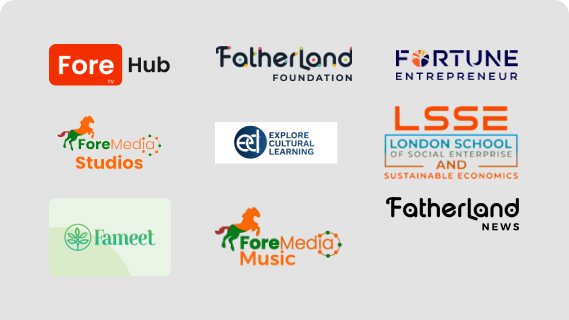 Fore Hub
TV
FatherLand
FOUNDATION
FORTUNE
ENTREPRENEUR
ForeMedia
Studios
ecl EXPLORE
CULTURAL
LEARNING
LSSE
LONDON SCHOOL
OF SOCIAL ENTERPRISE
AND
SUSTAINABLE ECONOMICS
Fameet
ForeMedia
Music
FatherLand
NEWS